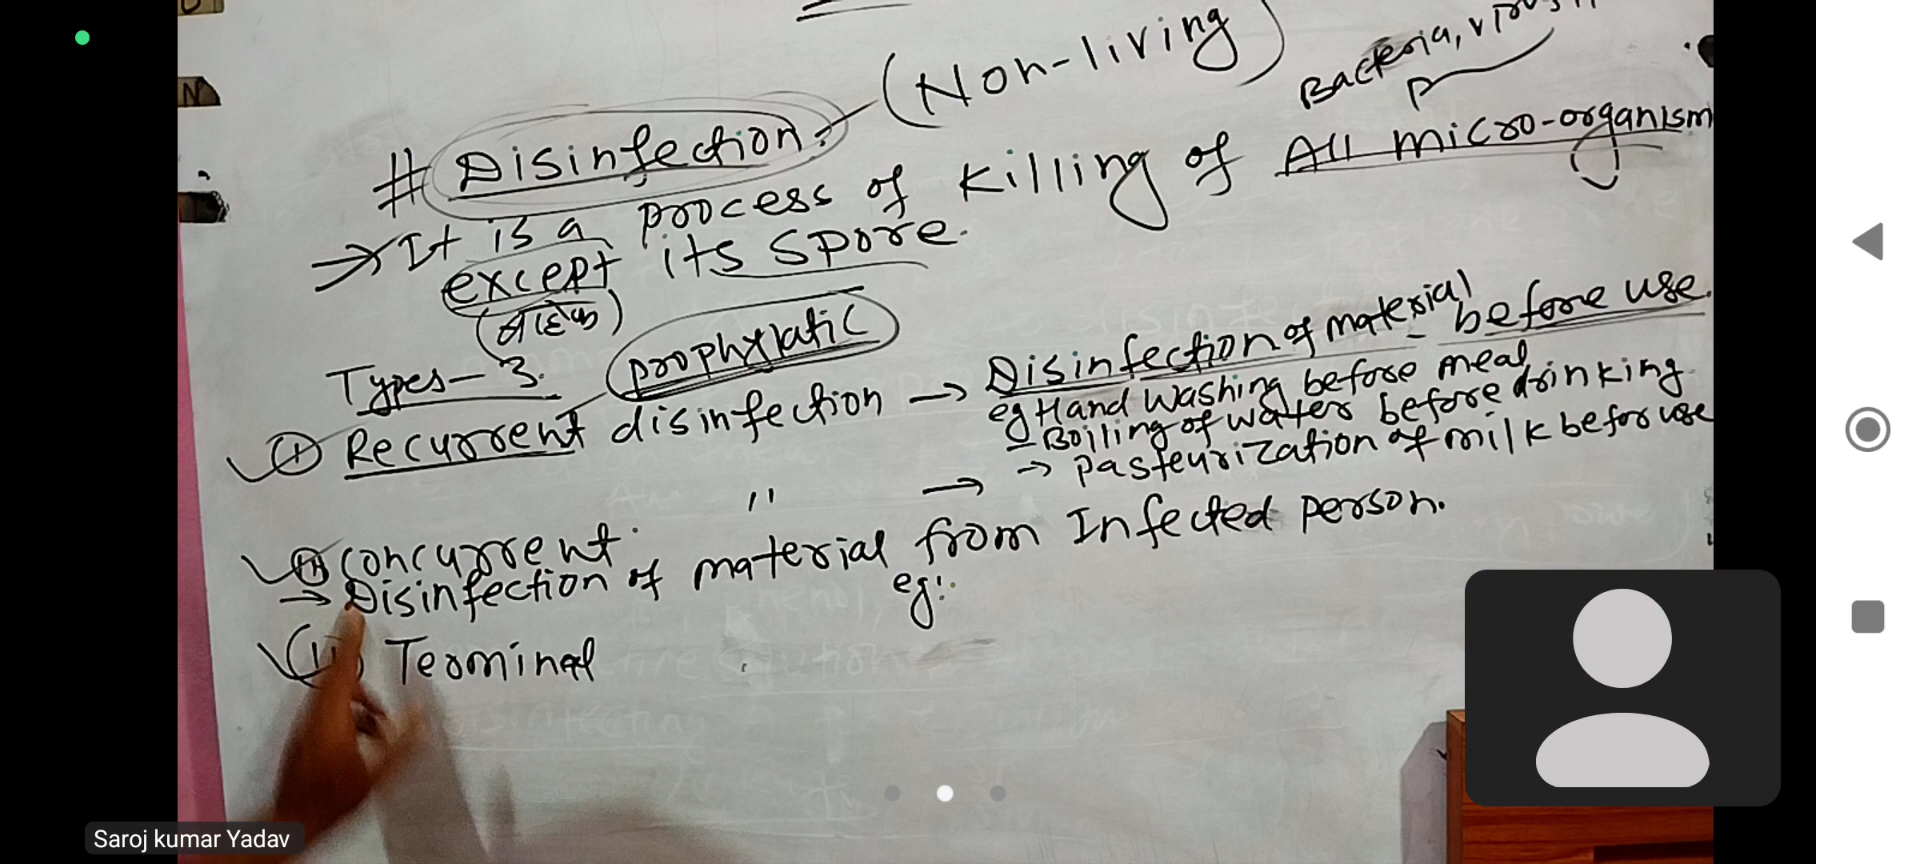 (Non-living)
Bacteria, virus
# Disinfection:-
→ It is a process of killing of All micro-organism
except its spore.
(बाहेक)
Types - 3.
prophylatic
① Recurrent disinfection → Disinfection of material before use.
eg Hand washing before meal
- Boiling of water before drinking
→ pasteurization of milk before use
(ii) concurrent " →
→ Disinfection of material from Infected person.
eg:-
Terminal
N
Saroj kumar Yadav